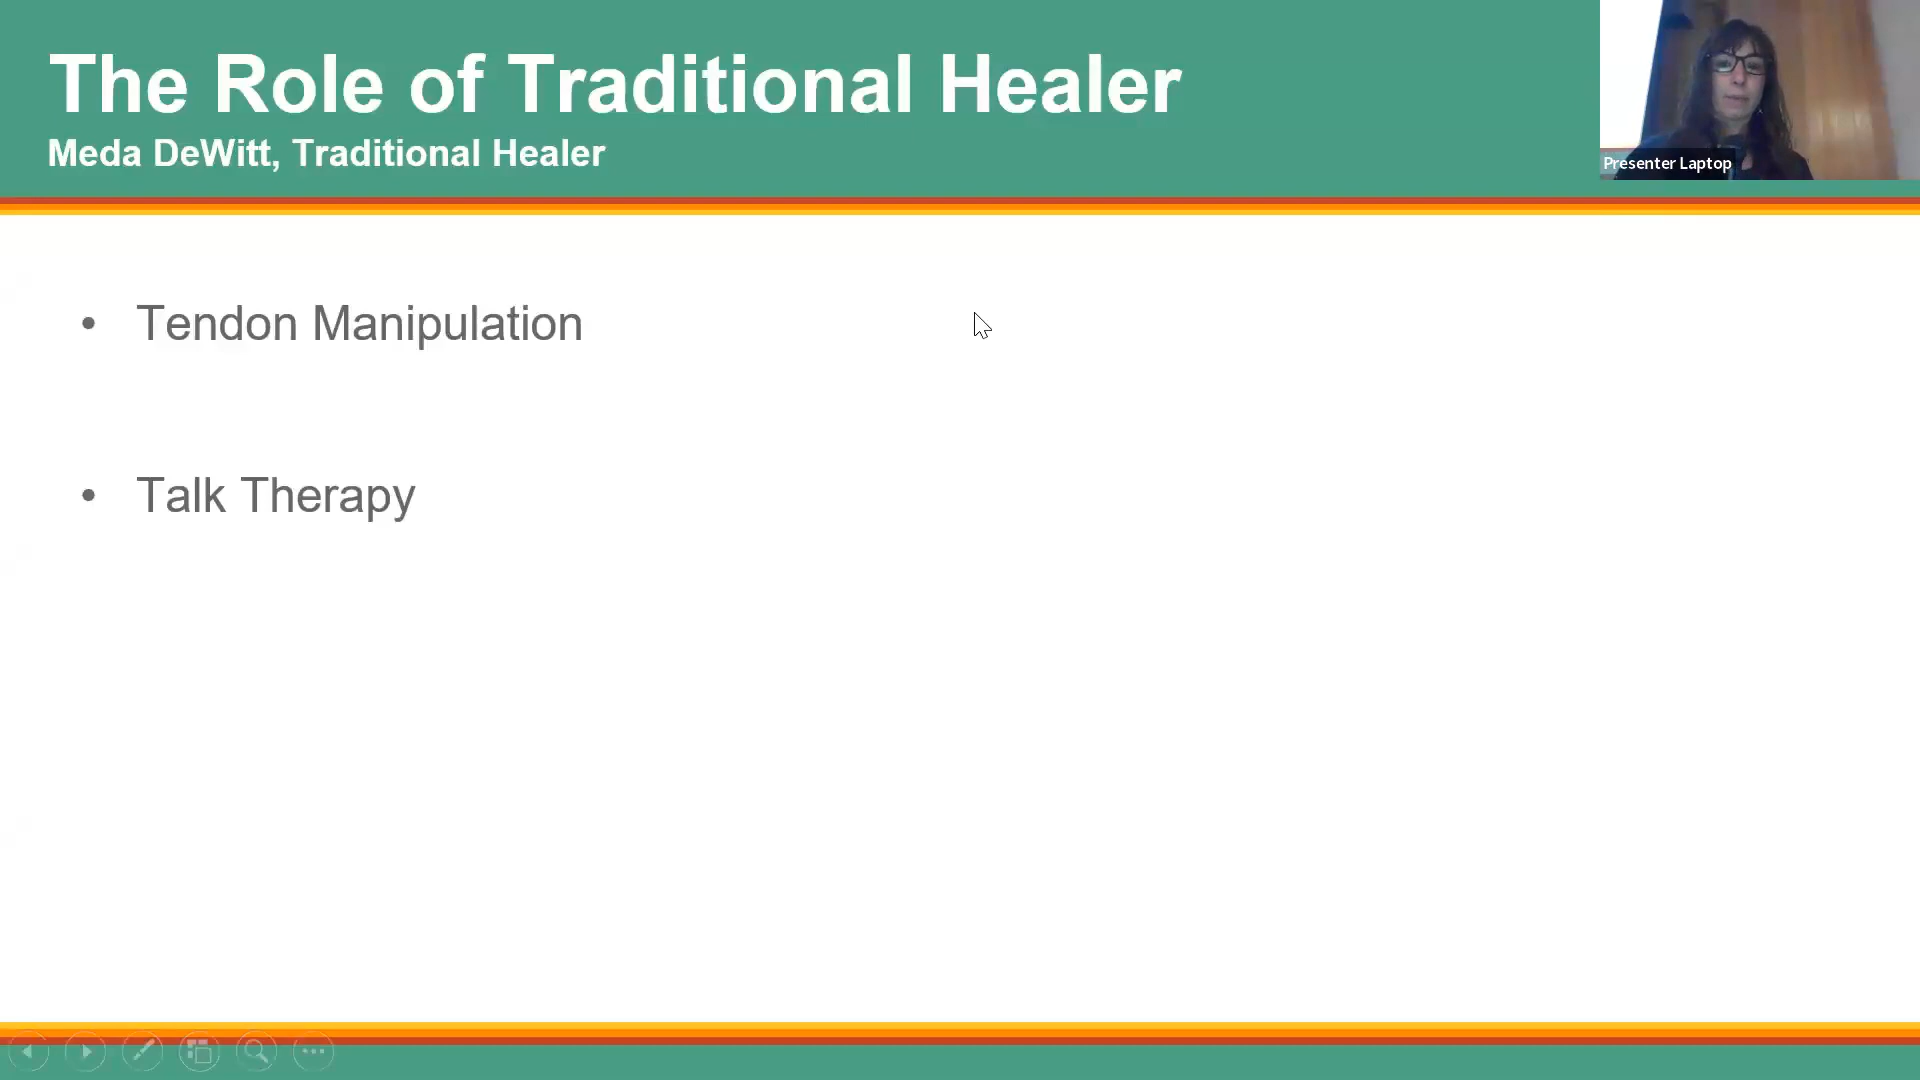 The Role of Traditional Healer
Meda DeWitt, Traditional Healer
Presenter Laptop
• Tendon Manipulation
• Talk Therapy